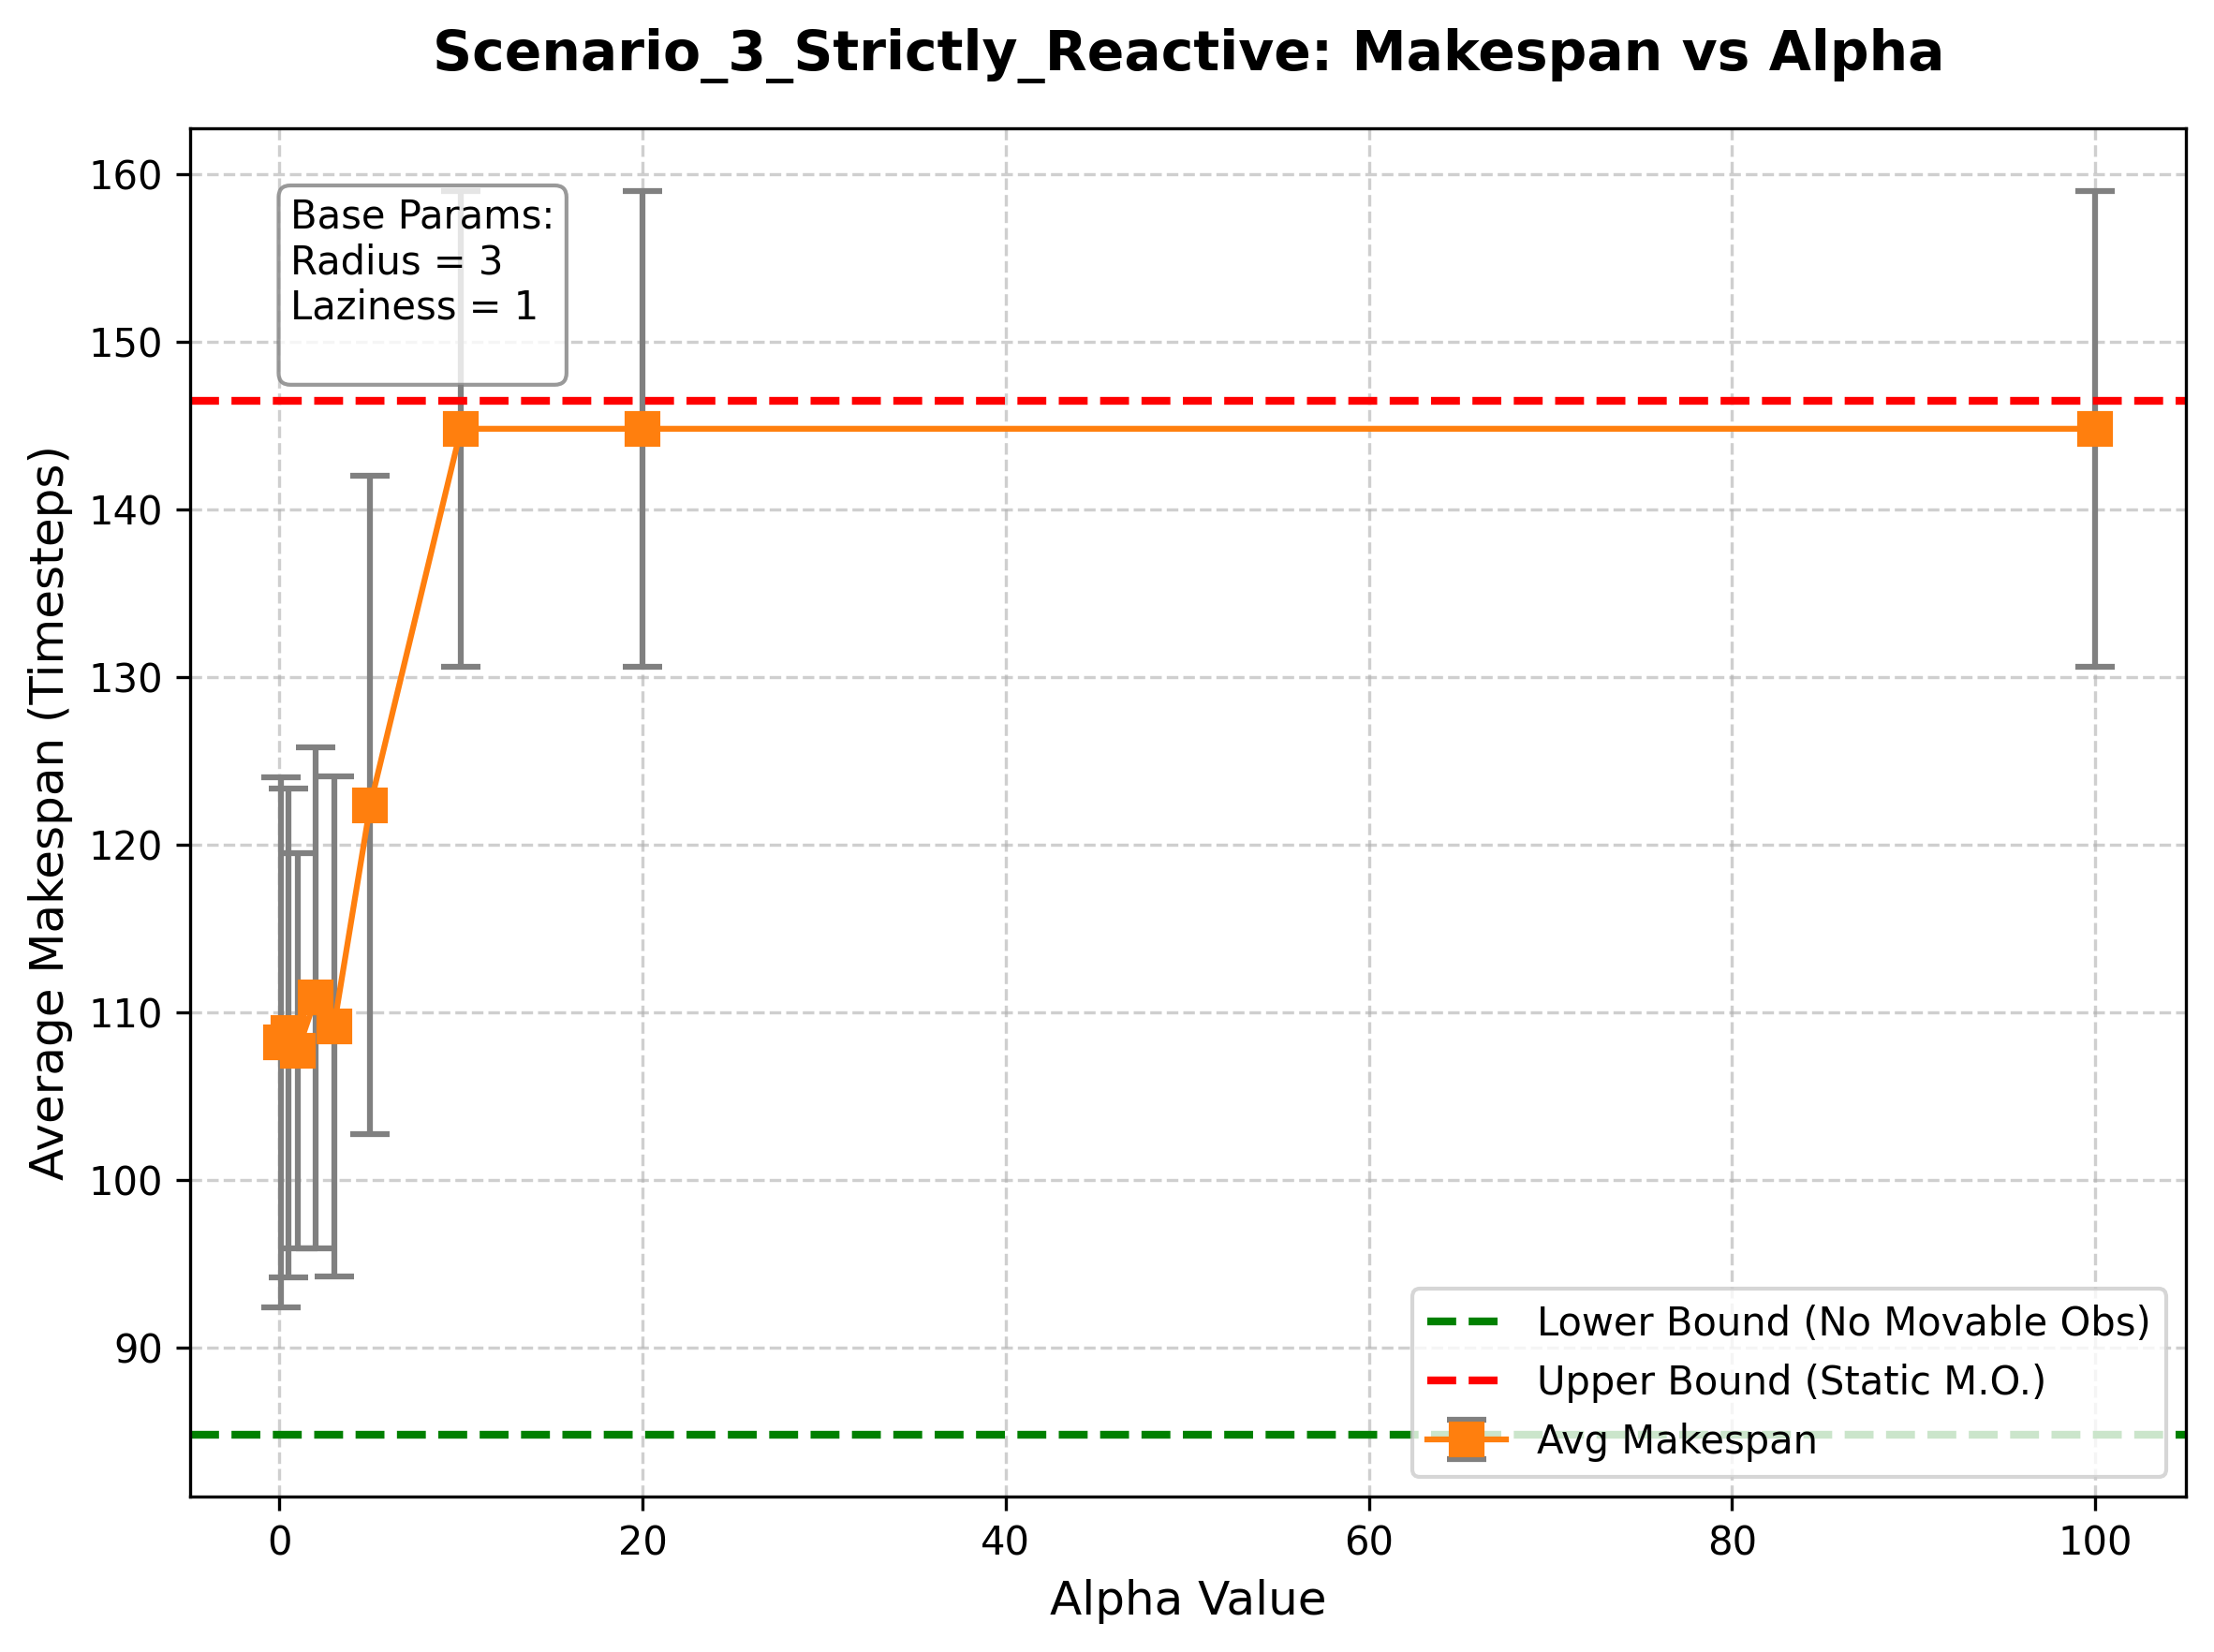 Scenario_3_Strictly_Reactive: Makespan vs Alpha
Average Makespan (Timesteps)
160
150
140
130
120
110
100
90
Base Params:
Radius = 3
Laziness = 1
Lower Bound (No Movable Obs)
Upper Bound (Static M.O.)
Avg Makespan
0 20 40 60 80 100
Alpha Value